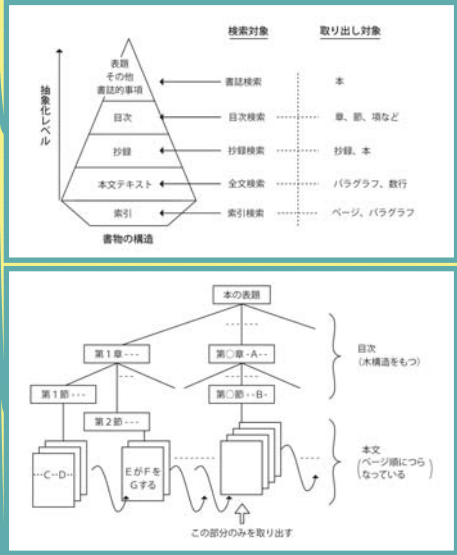 検索対象
取り出し対象
抽象化レベル
表題
その他
書誌的事項
書誌検索
本
目次
目次検索
章、節、項など
抄録
抄録検索
抄録、本
本文テキスト
全文検索
パラグラフ、数行
索引
索引検索
ページ、パラグラフ
書物の構造
本の表題
第1章---
第〇章-A--
目次
(木構造をもつ)
第1節---
第〇節--B-
第2節---
--C--D--
EがFを
Gする
本文
(ページ順につら
なっている)
この部分のみを取り出す